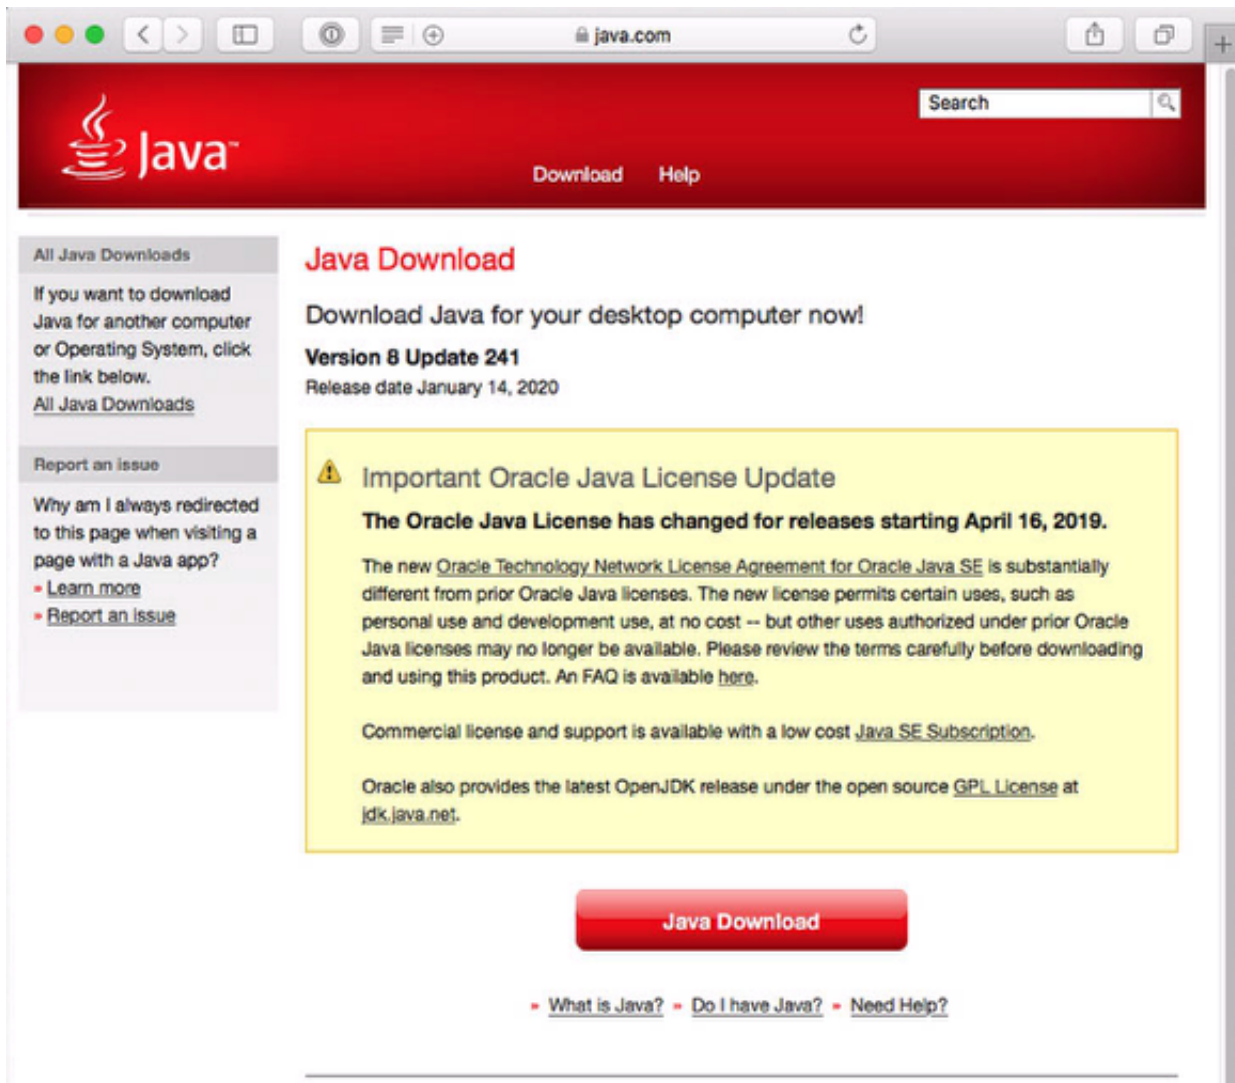 java.com
Search
Java™
Download Help
All Java Downloads
If you want to download
Java for another computer
or Operating System, click
the link below.
All Java Downloads
Report an issue
Why am I always redirected
to this page when visiting a
page with a Java app?
» Learn more
» Report an issue
Java Download
Download Java for your desktop computer now!
Version 8 Update 241
Release date January 14, 2020
Important Oracle Java License Update
The Oracle Java License has changed for releases starting April 16, 2019.
The new Oracle Technology Network License Agreement for Oracle Java SE is substantially
different from prior Oracle Java licenses. The new license permits certain uses, such as
personal use and development use, at no cost -- but other uses authorized under prior Oracle
Java licenses may no longer be available. Please review the terms carefully before downloading
and using this product. An FAQ is available here.
Commercial license and support is available with a low cost Java SE Subscription.
Oracle also provides the latest OpenJDK release under the open source GPL License at
jdk.java.net.
Java Download
» What is Java? » Do I have Java? » Need Help?